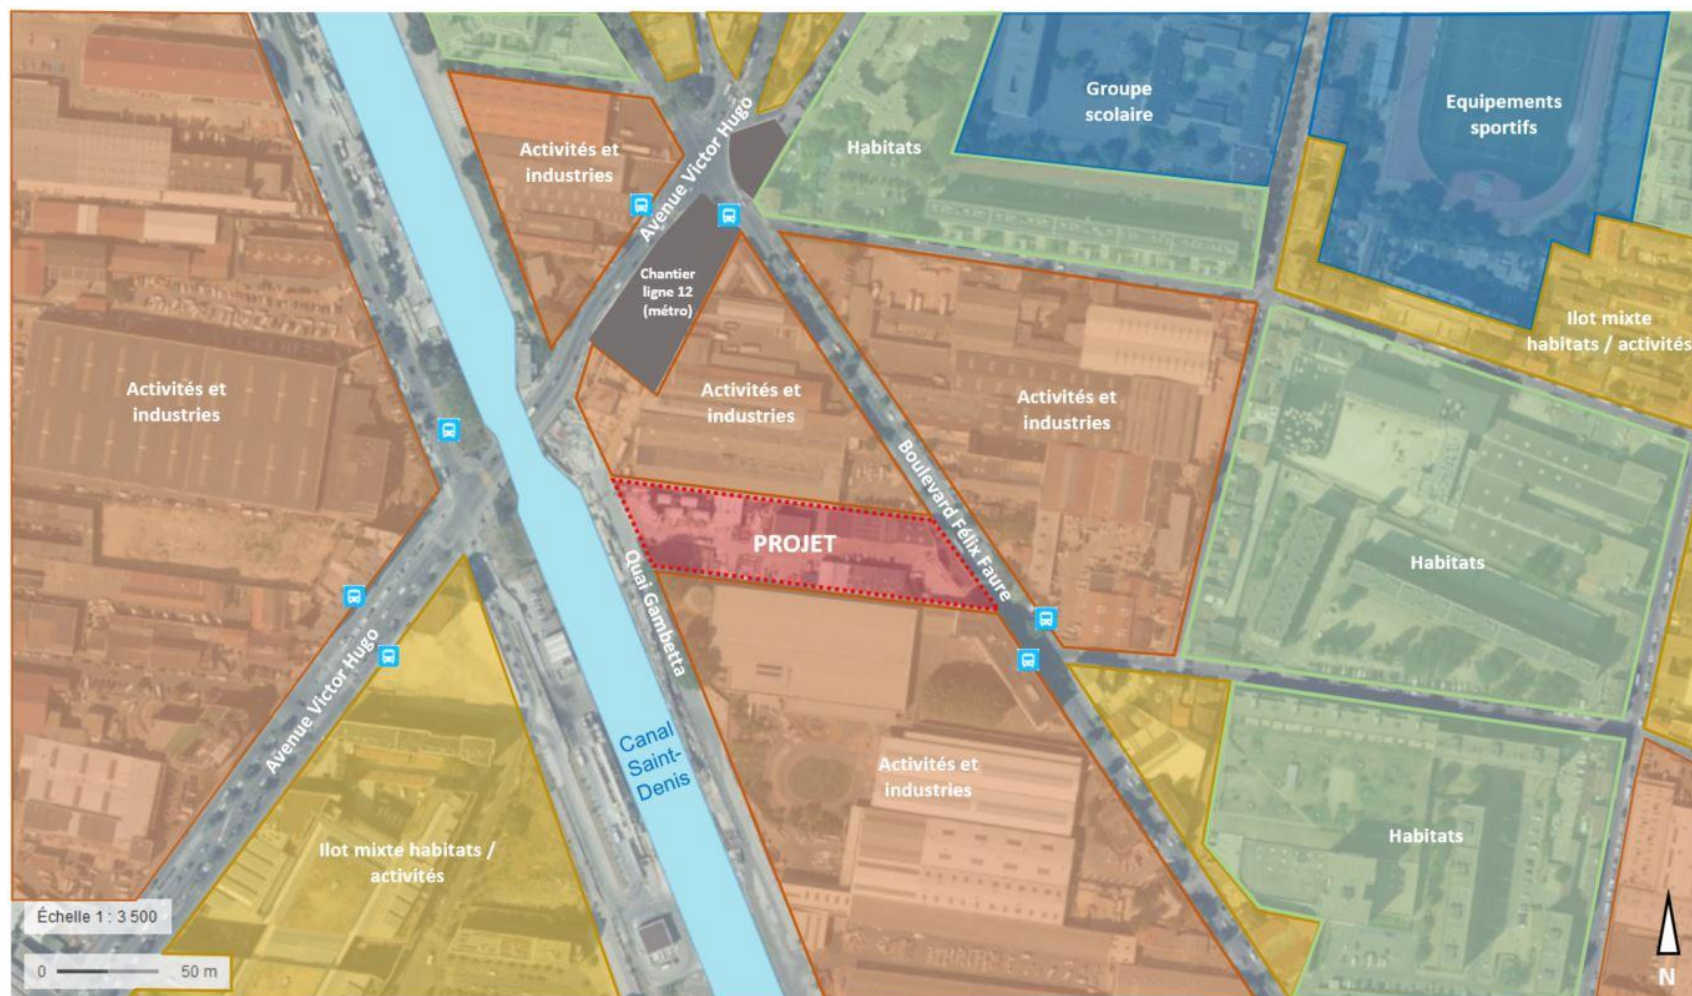 Groupe
scolaire
Equipements
sportifs
Activités et
industries
Avenue Victor Hugo
Habitats
Chantier
ligne 12
(métro)
Ilot mixte
habitats / activités
Activités et
industries
Activités et
industries
Activités et
industries
Boulevard Félix Faure
PROJET
Habitats
Quai Gambetta
Avenue Victor Hugo
Canal
Saint-
Denis
Activités et
industries
Ilot mixte habitats /
activités
Habitats
Échelle 1 : 3 500
0 50 m
N